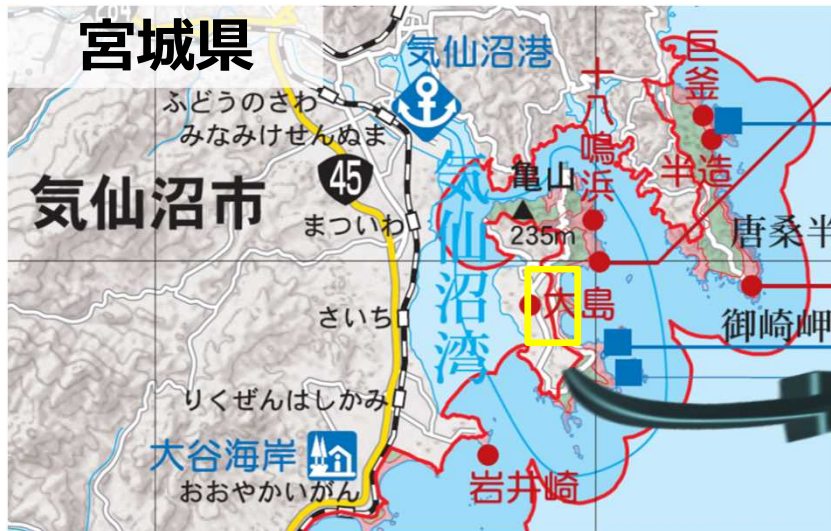 宮城県
気仙沼港
ふどうのさわ
みなみけせんぬま
気仙沼市
45
まついわ
気仙沼湾
亀山
235m
十八鳴浜
巨釜
半造
唐桑半
大島
御崎岬
さいち
りくぜんはしかみ
大谷海岸
おおやかいがん
岩井崎